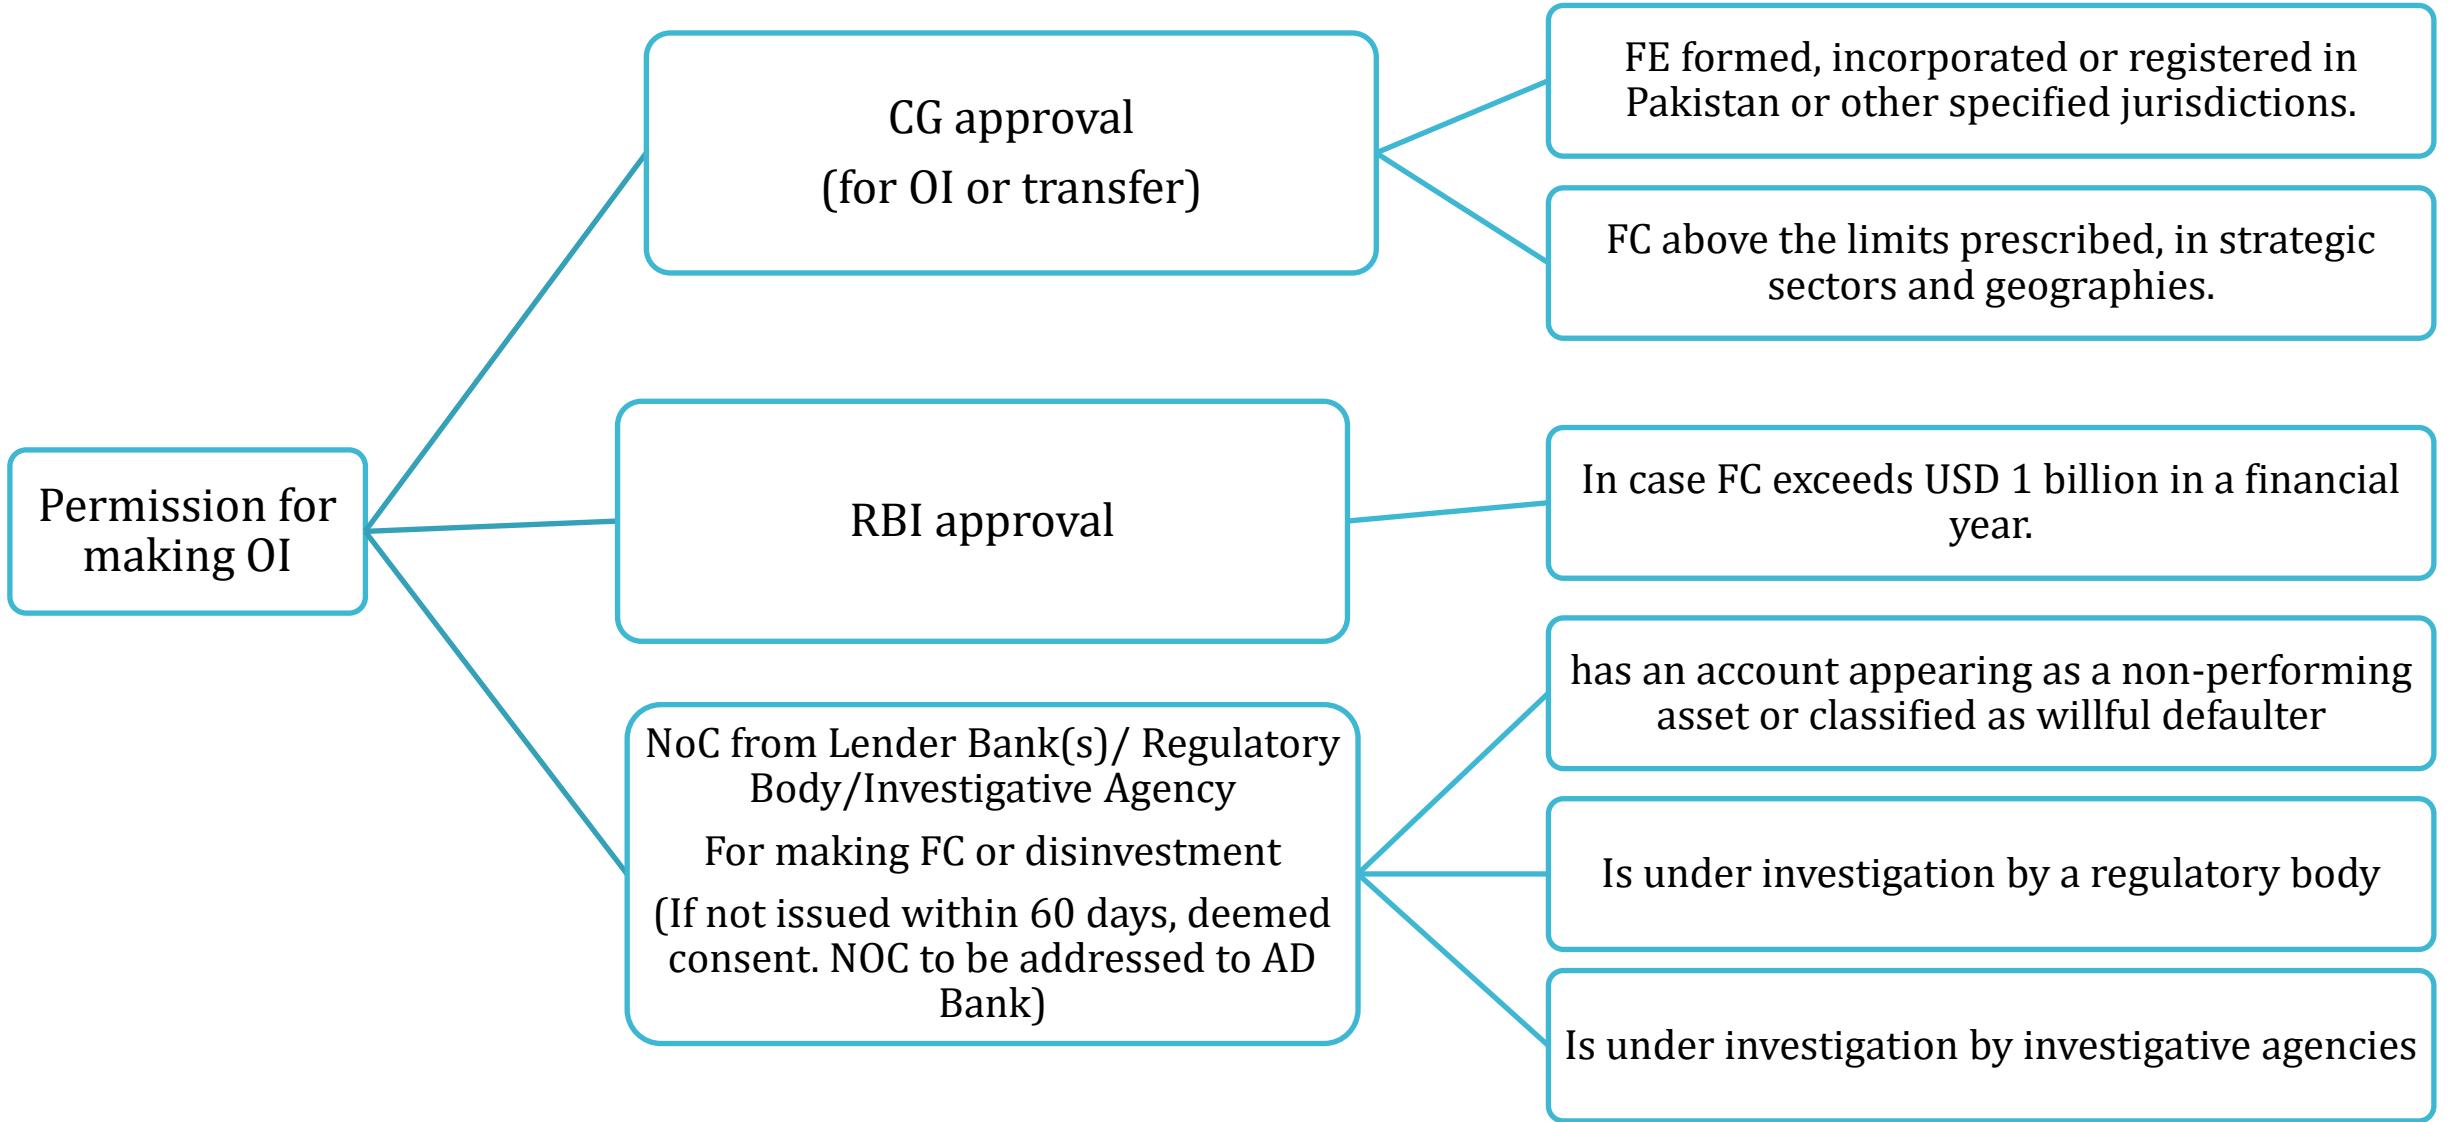 Permission for
making OI
CG approval
(for OI or transfer)
FE formed, incorporated or registered in
Pakistan or other specified jurisdictions.
FC above the limits prescribed, in strategic
sectors and geographies.
RBI approval
In case FC exceeds USD 1 billion in a financial
year.
NoC from Lender Bank(s)/ Regulatory
Body/Investigative Agency
For making FC or disinvestment
(If not issued within 60 days, deemed
consent. NOC to be addressed to AD
Bank)
has an account appearing as a non-performing
asset or classified as willful defaulter
Is under investigation by a regulatory body
Is under investigation by investigative agencies